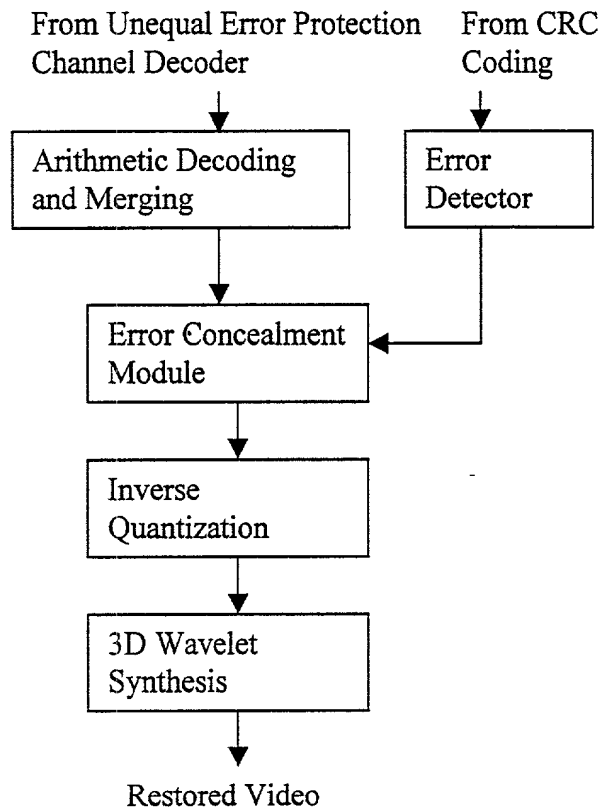 From Unequal Error Protection
Channel Decoder
From CRC
Coding
Arithmetic Decoding
and Merging
Error
Detector
Error Concealment
Module
Inverse
Quantization
3D Wavelet
Synthesis
Restored Video